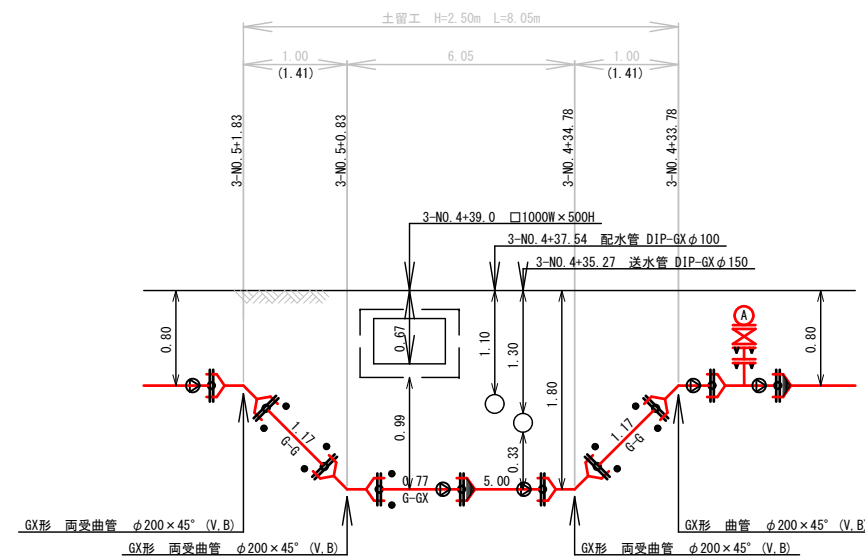 土留工 H=2.50m L=8.05m
1.00 6.05 1.00
(1.41) (1.41)
3-NO.5+1.83
3-NO.5+0.83
3-NO.4+34.78
3-NO.4+33.78
3-NO.4+39.0 □1000W×500H
3-NO.4+37.54 配水管 DIP-GXφ100
3-NO.4+35.27 送水管 DIP-GXφ150
0.80
0.67
1.10
1.30
1.80
A
0.80
0.99
0.33
1.17
G-G
1.17
G-G
0.77 5.00
G-GX
GX形 両受曲管 φ200×45° (V,B)
GX形 曲管 φ200×45° (V,B)
GX形 両受曲管 φ200×45° (V,B)
GX形 両受曲管 φ200×45° (V,B)